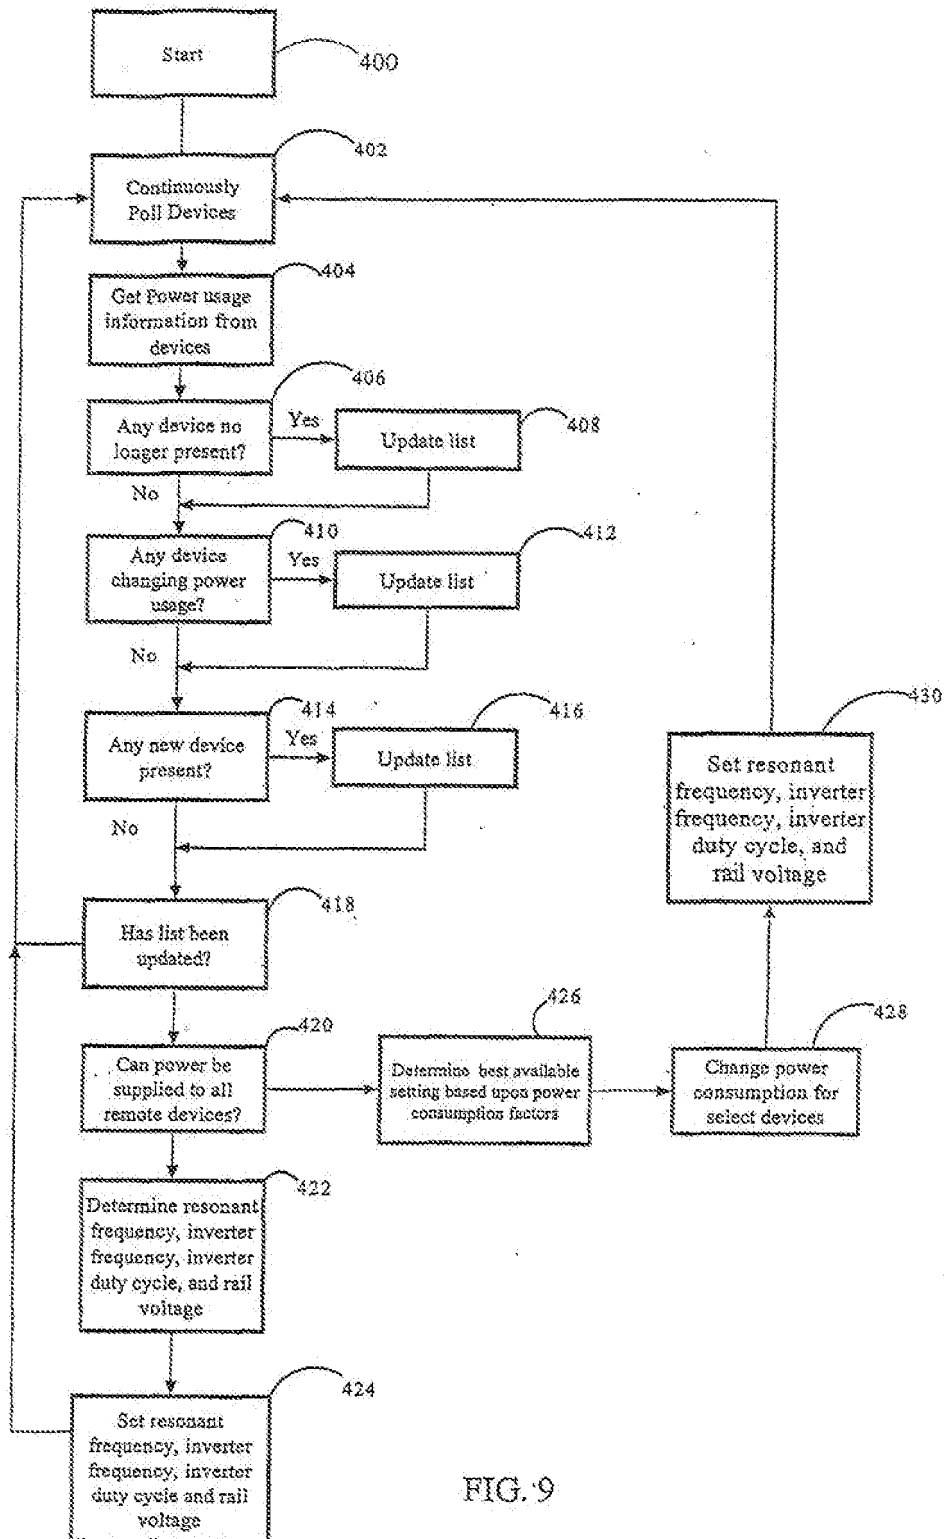 Start
400
402
Continuously
Poll Devices
404
Get Power usage
information from
devices
406
Any device no
longer present?
Yes
Update list
408
No
410
Any device
changing power
usage?
Yes
Update list
412
No
414
Any new device
present?
Yes
Update list
416
No
418
Has list been
updated?
420
Can power be
supplied to all
remote devices?
426
Determine best available
setting based upon power
consumption factors
428
Change power
consumption for
select devices
430
Set resonant
frequency, inverter
frequency, inverter
duty cycle, and
rail voltage
422
Determine resonant
frequency, inverter
frequency, inverter
duty cycle, and rail
voltage
424
Set resonant
frequency, inverter
frequency, inverter
duty cycle and rail
voltage
FIG. 9